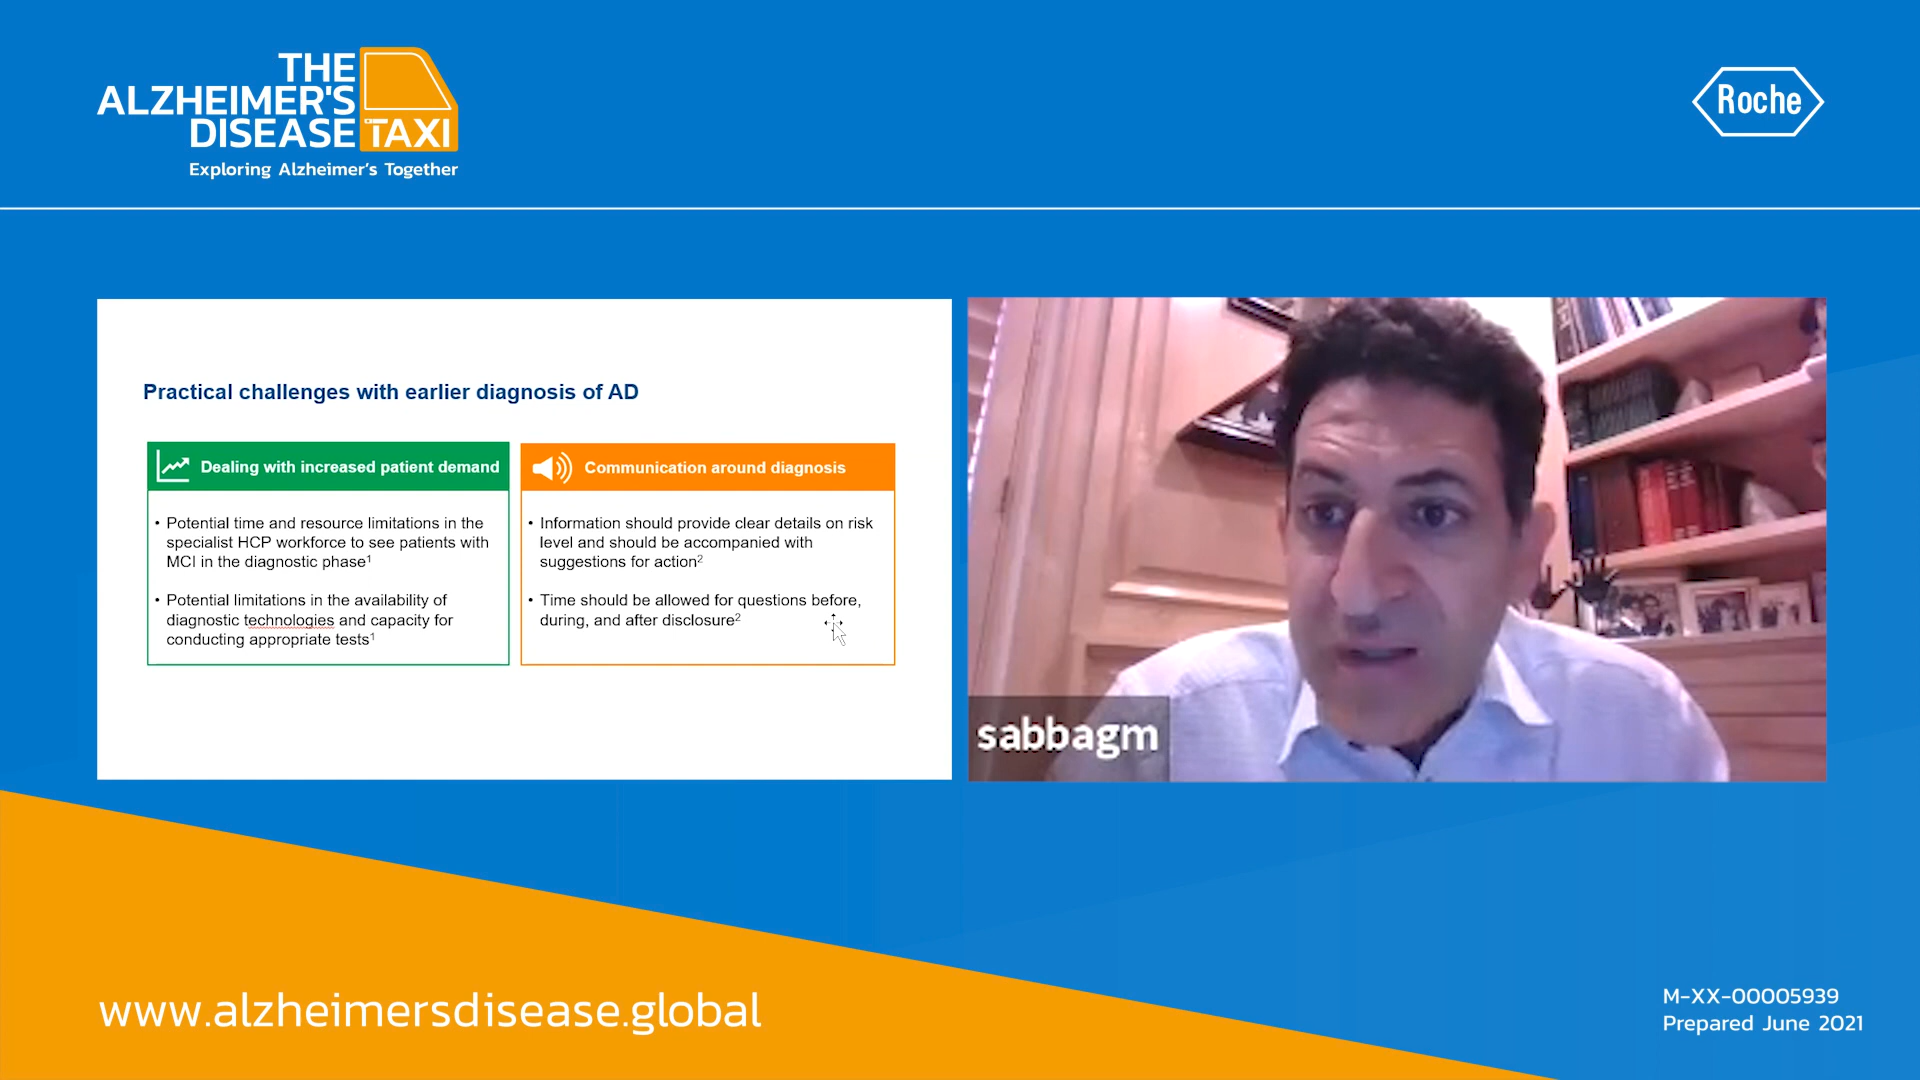 THE
ALZHEIMER'S
DISEASE TAXI
Exploring Alzheimer's Together
Roche
Practical challenges with earlier diagnosis of AD
Dealing with increased patient demand
• Potential time and resource limitations in the
specialist HCP workforce to see patients with
MCI in the diagnostic phase¹
• Potential limitations in the availability of
diagnostic technologies and capacity for
conducting appropriate tests¹
Communication around diagnosis
• Information should provide clear details on risk
level and should be accompanied with
suggestions for action²
• Time should be allowed for questions before,
during, and after disclosure²
sabbagm
www.alzheimersdisease.global
M-XX-00005939
Prepared June 2021